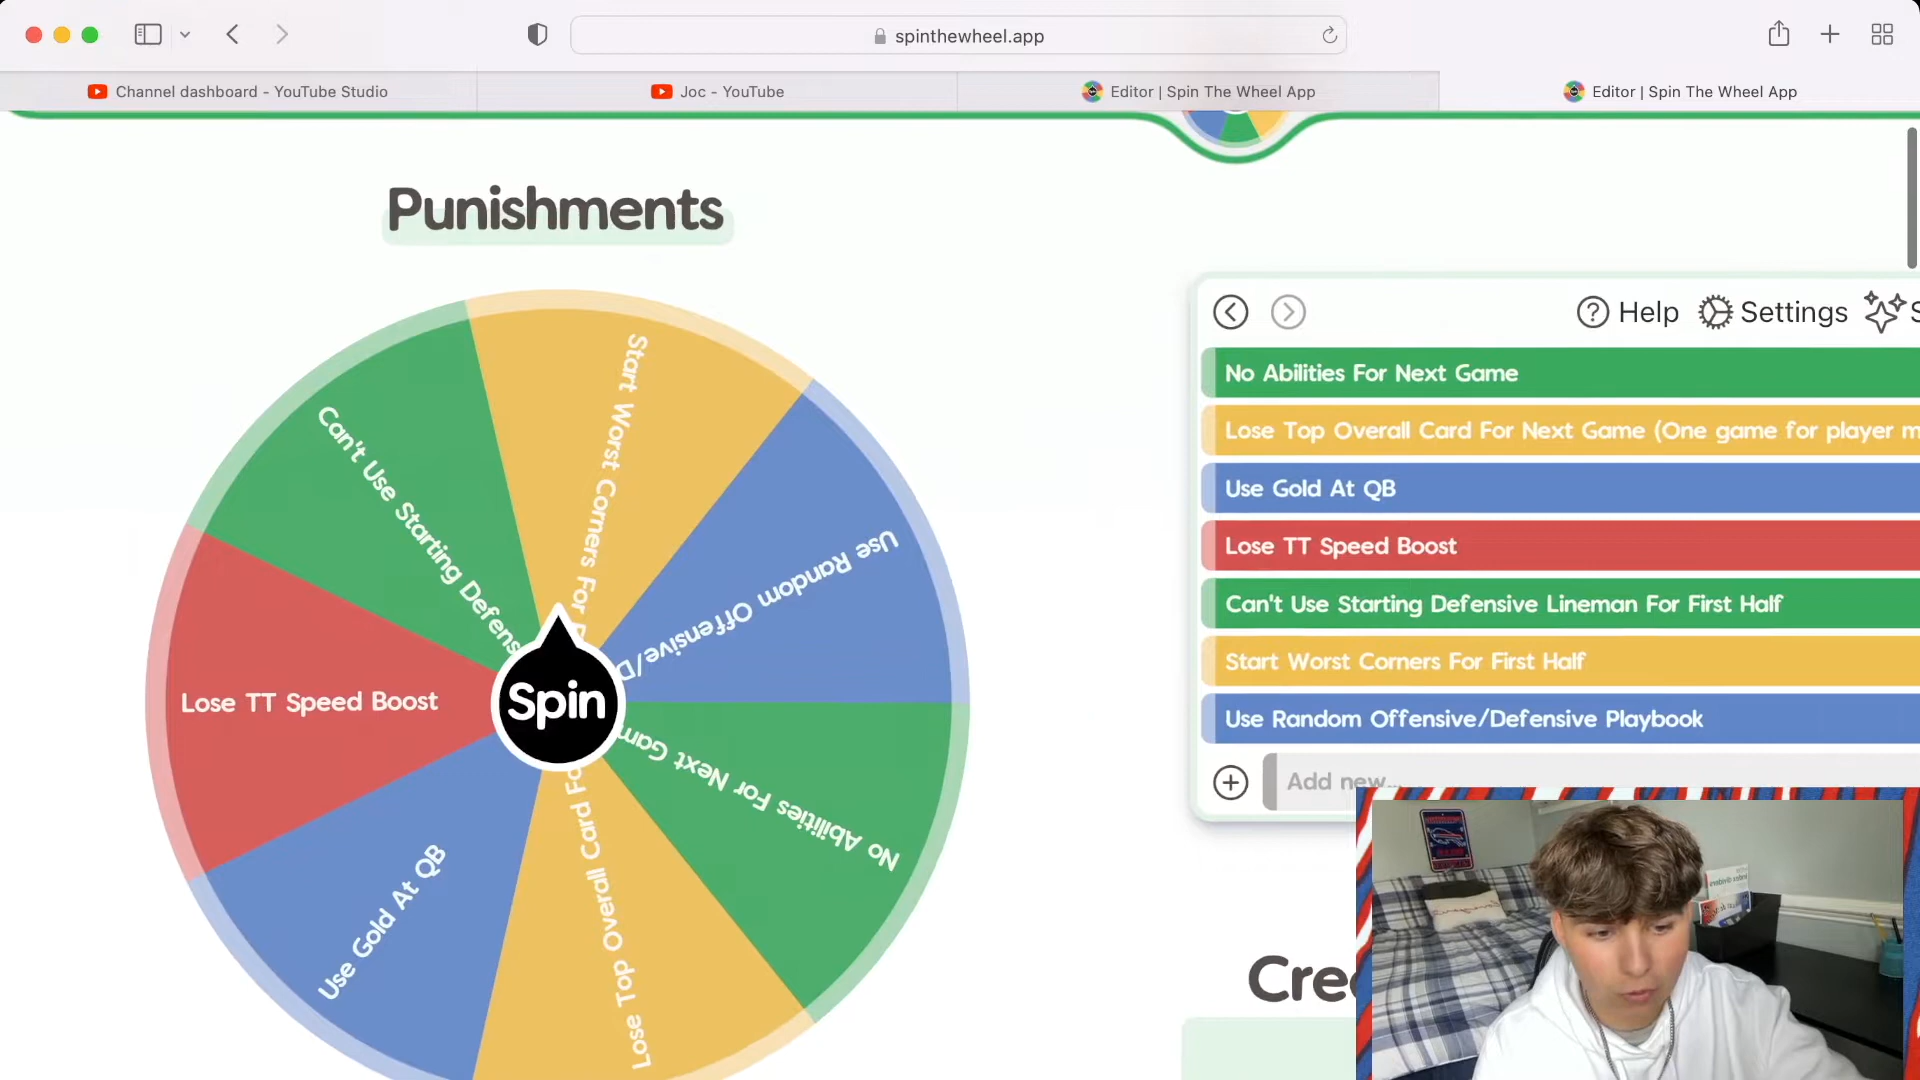 spinthewheel.app
Channel dashboard - YouTube Studio
Joc - YouTube
Editor | Spin The Wheel App
Editor | Spin The Wheel App
Punishments
Start Worst Corners For F
Use Random Offensive/D
No Abilities For Next Gam
Lose Top Overall Card Fo
Use Gold At QB
Lose TT Speed Boost
Can't Use Starting Defens
Spin
Help
Settings
S
No Abilities For Next Game
Lose Top Overall Card For Next Game (One game for player m
Use Gold At QB
Lose TT Speed Boost
Can't Use Starting Defensive Lineman For First Half
Start Worst Corners For First Half
Use Random Offensive/Defensive Playbook
Add new...
Cre